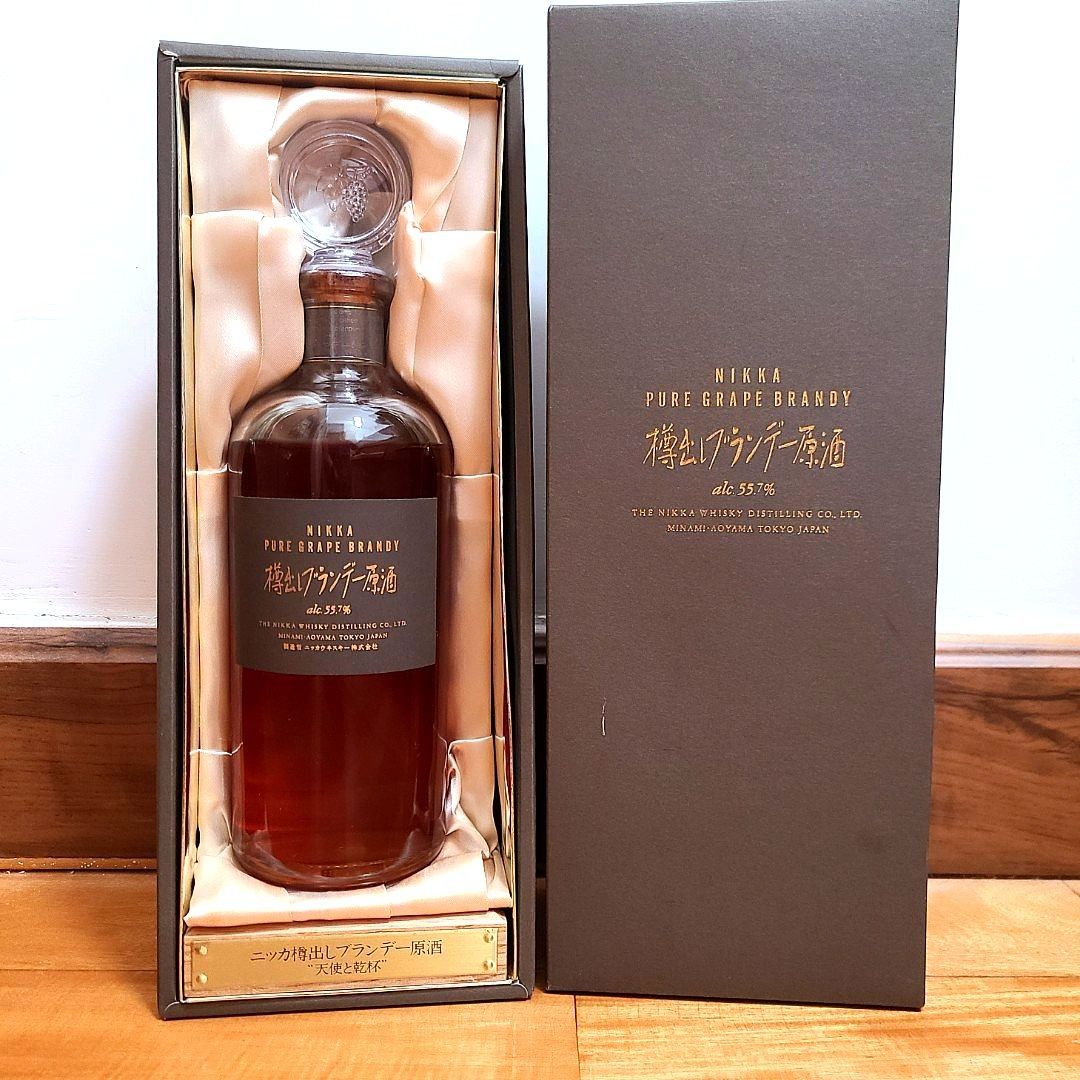 NIKKA
PURE GRAPE BRANDY
樽出しブランデー原酒
alc. 55.7%
THE NIKKA WHISKY DISTILLING CO., LTD.
MINAMI-AOYAMA TOKYO JAPAN
製造者 ニッカウヰスキー株式会社
ニッカ樽出しブランデー原酒
“天使と乾杯”
NIKKA
PURE GRAPE BRANDY
樽出しブランデー原酒
alc. 55.7%
THE NIKKA WHISKY DISTILLING CO., LTD.
MINAMI-AOYAMA TOKYO JAPAN